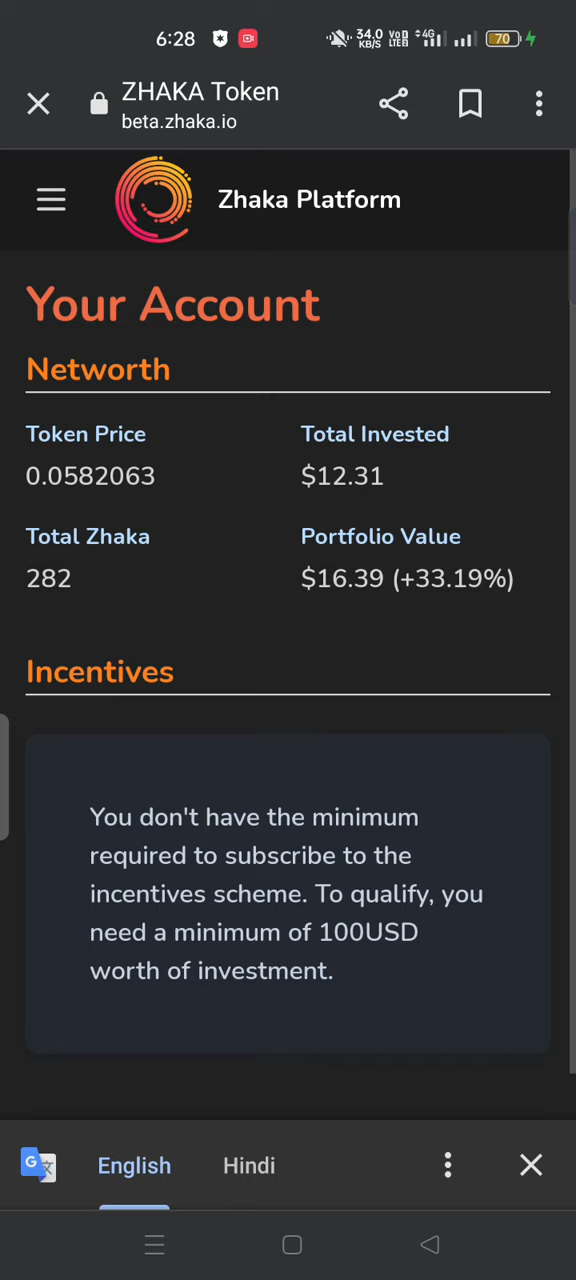 6:28 34.0 KB/S VoD LTE 4G 70
ZHAKA Token
beta.zhaka.io
Zhaka Platform
Your Account
Networth
Token Price Total Invested
0.0582063 $12.31
Total Zhaka Portfolio Value
282 $16.39 (+33.19%)
Incentives
You don't have the minimum
required to subscribe to the
incentives scheme. To qualify, you
need a minimum of 100USD
worth of investment.
G English Hindi